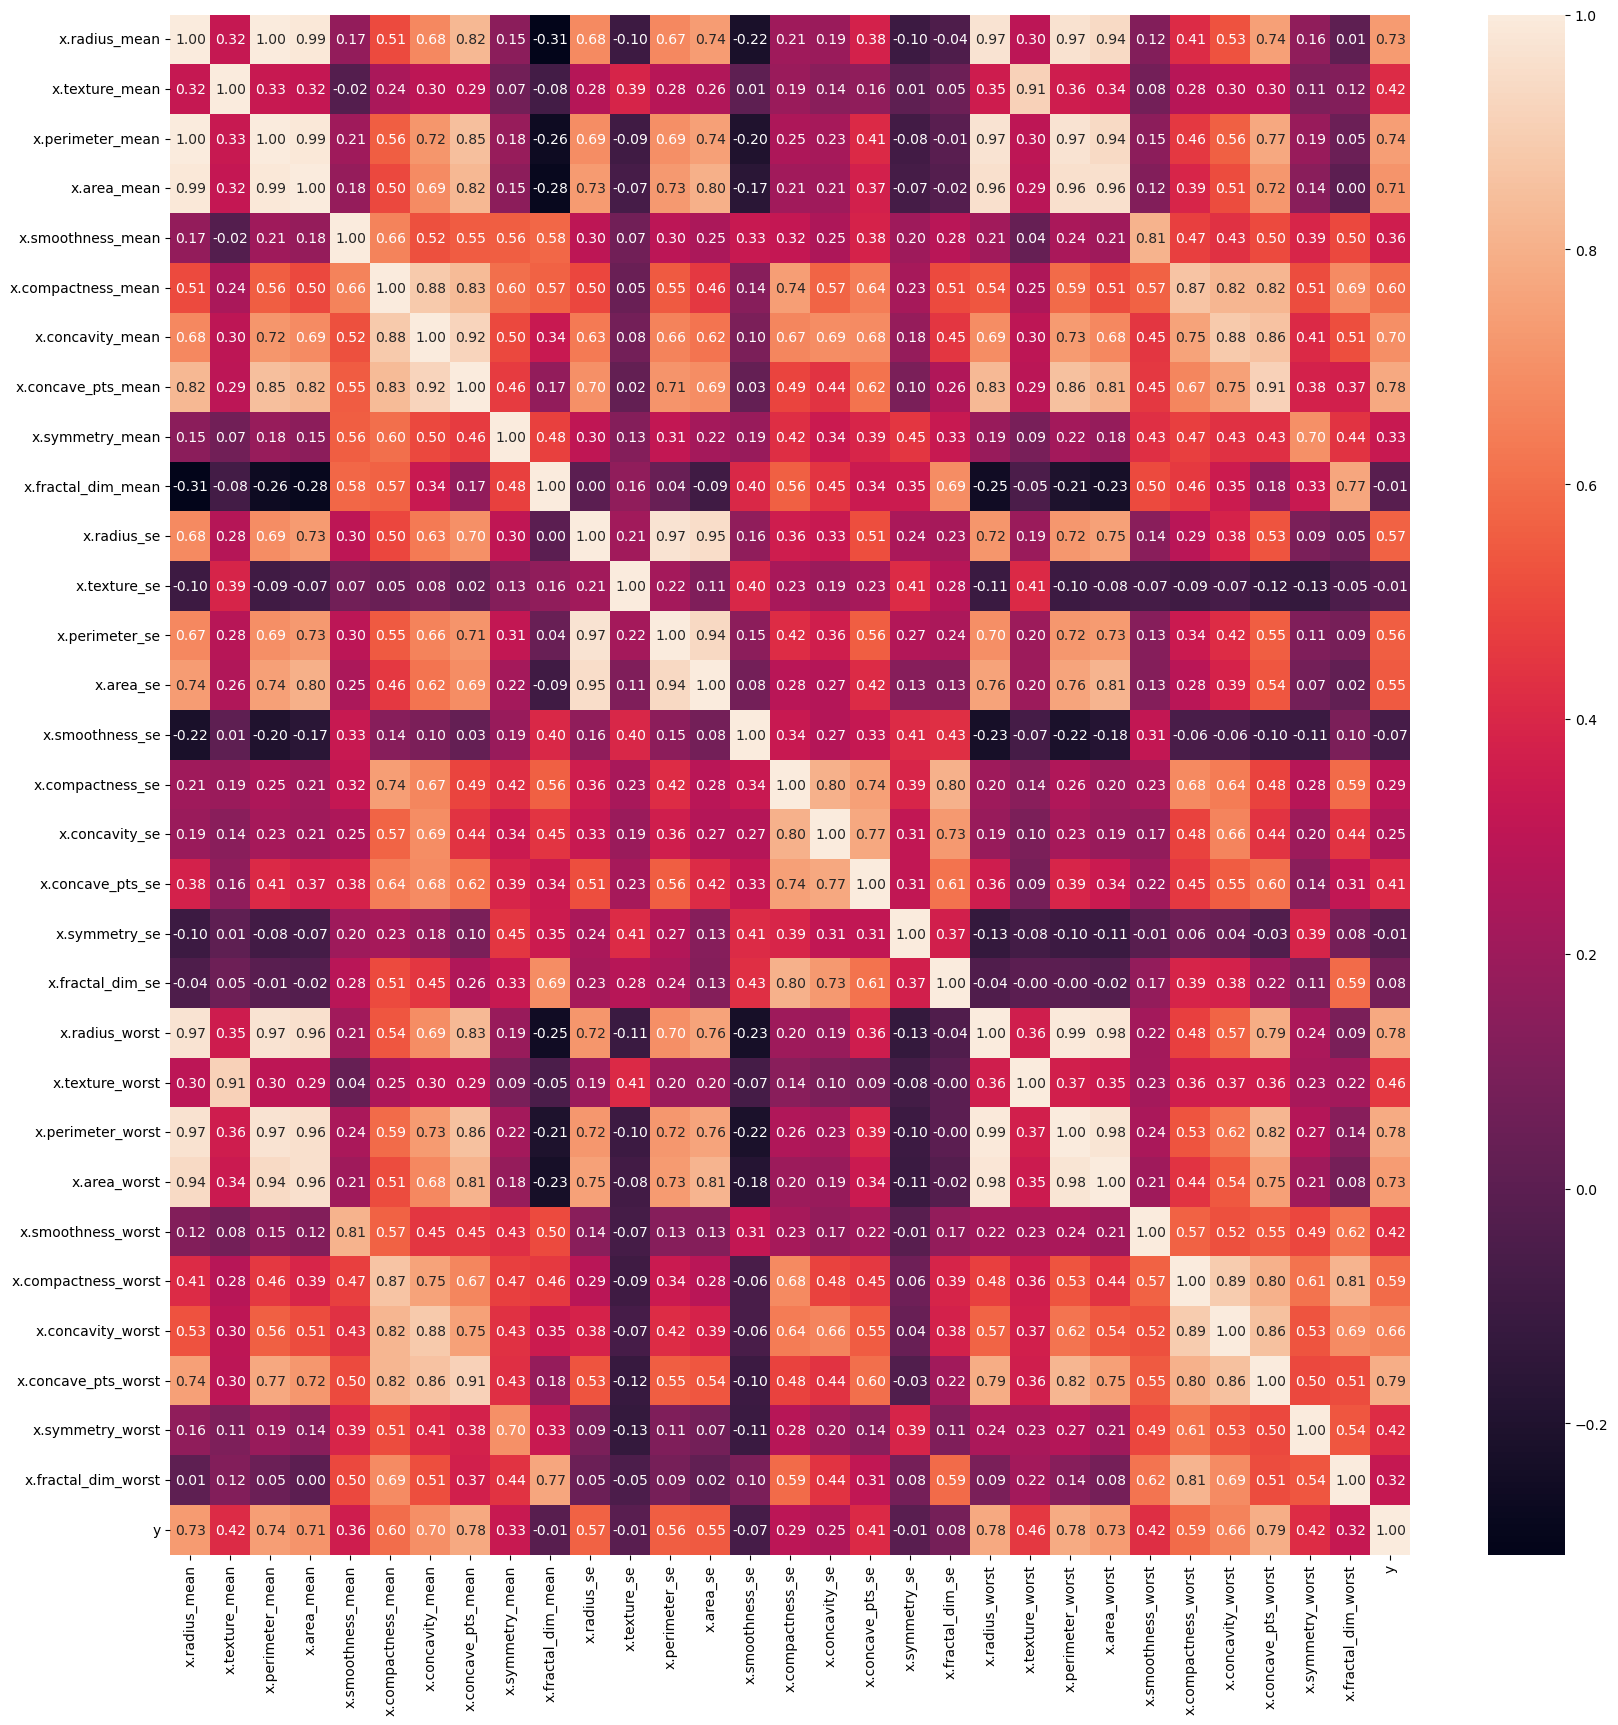 x.radius_mean 1.00 0.32 1.00 0.99 0.17 0.51 0.68 0.82 0.15 -0.31 0.68 -0.10 0.67 0.74 -0.22 0.21 0.19 0.38 -0.10 -0.04 0.97 0.30 0.97 0.94 0.12 0.41 0.53 0.74 0.16 0.01 0.73
x.texture_mean 0.32 1.00 0.33 0.32 -0.02 0.24 0.30 0.29 0.07 -0.08 0.28 0.39 0.28 0.26 0.01 0.19 0.14 0.16 0.01 0.05 0.35 0.91 0.36 0.34 0.08 0.28 0.30 0.30 0.11 0.12 0.42
x.perimeter_mean 1.00 0.33 1.00 0.99 0.21 0.56 0.72 0.85 0.18 -0.26 0.69 -0.09 0.69 0.74 -0.20 0.25 0.23 0.41 -0.08 -0.01 0.97 0.30 0.97 0.94 0.15 0.46 0.56 0.77 0.19 0.05 0.74
x.area_mean 0.99 0.32 0.99 1.00 0.18 0.50 0.69 0.82 0.15 -0.28 0.73 -0.07 0.73 0.80 -0.17 0.21 0.21 0.37 -0.07 -0.02 0.96 0.29 0.96 0.96 0.12 0.39 0.51 0.72 0.14 0.00 0.71
x.smoothness_mean 0.17 -0.02 0.21 0.18 1.00 0.66 0.52 0.55 0.56 0.58 0.30 0.07 0.30 0.25 0.33 0.32 0.25 0.38 0.20 0.28 0.21 0.04 0.24 0.21 0.81 0.47 0.43 0.50 0.39 0.50 0.36
x.compactness_mean 0.51 0.24 0.56 0.50 0.66 1.00 0.88 0.83 0.60 0.57 0.50 0.05 0.55 0.46 0.14 0.74 0.57 0.64 0.23 0.51 0.54 0.25 0.59 0.51 0.57 0.87 0.82 0.82 0.51 0.69 0.60
x.concavity_mean 0.68 0.30 0.72 0.69 0.52 0.88 1.00 0.92 0.50 0.34 0.63 0.08 0.66 0.62 0.10 0.67 0.69 0.68 0.18 0.45 0.69 0.30 0.73 0.68 0.45 0.75 0.88 0.86 0.41 0.51 0.70
x.concave_pts_mean 0.82 0.29 0.85 0.82 0.55 0.83 0.92 1.00 0.46 0.17 0.70 0.02 0.71 0.69 0.03 0.49 0.44 0.62 0.10 0.26 0.83 0.29 0.86 0.81 0.45 0.67 0.75 0.91 0.38 0.37 0.78
x.symmetry_mean 0.15 0.07 0.18 0.15 0.56 0.60 0.50 0.46 1.00 0.48 0.30 0.13 0.31 0.22 0.19 0.42 0.34 0.39 0.45 0.33 0.19 0.09 0.22 0.18 0.43 0.47 0.43 0.43 0.70 0.44 0.33
x.fractal_dim_mean -0.31 -0.08 -0.26 -0.28 0.58 0.57 0.34 0.17 0.48 1.00 0.00 0.16 0.04 -0.09 0.40 0.56 0.45 0.34 0.35 0.69 -0.25 -0.05 -0.21 -0.23 0.50 0.46 0.35 0.18 0.33 0.77 -0.01
x.radius_se 0.68 0.28 0.69 0.73 0.30 0.50 0.63 0.70 0.30 0.00 1.00 0.21 0.97 0.95 0.16 0.36 0.33 0.51 0.24 0.23 0.72 0.19 0.72 0.75 0.14 0.29 0.38 0.53 0.09 0.05 0.57
x.texture_se -0.10 0.39 -0.09 -0.07 0.07 0.05 0.08 0.02 0.13 0.16 0.21 1.00 0.22 0.11 0.40 0.23 0.19 0.23 0.41 0.28 -0.11 0.41 -0.10 -0.08 -0.07 -0.09 -0.07 -0.12 -0.13 -0.05 -0.01
x.perimeter_se 0.67 0.28 0.69 0.73 0.30 0.55 0.66 0.71 0.31 0.04 0.97 0.22 1.00 0.94 0.15 0.42 0.36 0.56 0.27 0.24 0.70 0.20 0.72 0.73 0.13 0.34 0.42 0.55 0.11 0.09 0.56
x.area_se 0.74 0.26 0.74 0.80 0.25 0.46 0.62 0.69 0.22 -0.09 0.95 0.11 0.94 1.00 0.08 0.28 0.27 0.42 0.13 0.13 0.76 0.20 0.76 0.81 0.13 0.28 0.39 0.54 0.07 0.02 0.55
x.smoothness_se -0.22 0.01 -0.20 -0.17 0.33 0.14 0.10 0.03 0.19 0.40 0.16 0.40 0.15 0.08 1.00 0.34 0.27 0.33 0.41 0.43 -0.23 -0.07 -0.22 -0.18 0.31 -0.06 -0.06 -0.10 -0.11 0.10 -0.07
x.compactness_se 0.21 0.19 0.25 0.21 0.32 0.74 0.67 0.49 0.42 0.56 0.36 0.23 0.42 0.28 0.34 1.00 0.80 0.74 0.39 0.80 0.20 0.14 0.26 0.20 0.23 0.68 0.64 0.48 0.28 0.59 0.29
x.concavity_se 0.19 0.14 0.23 0.21 0.25 0.57 0.69 0.44 0.34 0.45 0.33 0.19 0.36 0.27 0.27 0.80 1.00 0.77 0.31 0.73 0.19 0.10 0.23 0.19 0.17 0.48 0.66 0.44 0.20 0.44 0.25
x.concave_pts_se 0.38 0.16 0.41 0.37 0.38 0.64 0.68 0.62 0.39 0.34 0.51 0.23 0.56 0.42 0.33 0.74 0.77 1.00 0.31 0.61 0.36 0.09 0.39 0.34 0.22 0.45 0.55 0.60 0.14 0.31 0.41
x.symmetry_se -0.10 0.01 -0.08 -0.07 0.20 0.23 0.18 0.10 0.45 0.35 0.24 0.41 0.27 0.13 0.41 0.39 0.31 0.31 1.00 0.37 -0.13 -0.08 -0.10 -0.11 -0.01 0.06 0.04 -0.03 0.39 0.08 -0.01
x.fractal_dim_se -0.04 0.05 -0.01 -0.02 0.28 0.51 0.45 0.26 0.33 0.69 0.23 0.28 0.24 0.13 0.43 0.80 0.73 0.61 0.37 1.00 -0.04 -0.00 -0.00 -0.02 0.17 0.39 0.38 0.22 0.11 0.59 0.08
x.radius_worst 0.97 0.35 0.97 0.96 0.21 0.54 0.69 0.83 0.19 -0.25 0.72 -0.11 0.70 0.76 -0.23 0.20 0.19 0.36 -0.13 -0.04 1.00 0.36 0.99 0.98 0.22 0.48 0.57 0.79 0.24 0.09 0.78
x.texture_worst 0.30 0.91 0.30 0.29 0.04 0.25 0.30 0.29 0.09 -0.05 0.19 0.41 0.20 0.20 -0.07 0.14 0.10 0.09 -0.08 -0.00 0.36 1.00 0.37 0.35 0.23 0.36 0.37 0.36 0.23 0.22 0.46
x.perimeter_worst 0.97 0.36 0.97 0.96 0.24 0.59 0.73 0.86 0.22 -0.21 0.72 -0.10 0.72 0.76 -0.22 0.26 0.23 0.39 -0.10 -0.00 0.99 0.37 1.00 0.98 0.24 0.53 0.62 0.82 0.27 0.14 0.78
x.area_worst 0.94 0.34 0.94 0.96 0.21 0.51 0.68 0.81 0.18 -0.23 0.75 -0.08 0.73 0.81 -0.18 0.20 0.19 0.34 -0.11 -0.02 0.98 0.35 0.98 1.00 0.21 0.44 0.54 0.75 0.21 0.08 0.73
x.smoothness_worst 0.12 0.08 0.15 0.12 0.81 0.57 0.45 0.45 0.43 0.50 0.14 -0.07 0.13 0.13 0.31 0.23 0.17 0.22 -0.01 0.17 0.22 0.23 0.24 0.21 1.00 0.57 0.52 0.55 0.49 0.62 0.42
x.compactness_worst 0.41 0.28 0.46 0.39 0.47 0.87 0.75 0.67 0.47 0.46 0.29 -0.09 0.34 0.28 -0.06 0.68 0.48 0.45 0.06 0.39 0.48 0.36 0.53 0.44 0.57 1.00 0.89 0.80 0.61 0.81 0.59
x.concavity_worst 0.53 0.30 0.56 0.51 0.43 0.82 0.88 0.75 0.43 0.35 0.38 -0.07 0.42 0.39 -0.06 0.64 0.66 0.55 0.04 0.38 0.57 0.37 0.62 0.54 0.52 0.89 1.00 0.86 0.53 0.69 0.66
x.concave_pts_worst 0.74 0.30 0.77 0.72 0.50 0.82 0.86 0.91 0.43 0.18 0.53 -0.12 0.55 0.54 -0.10 0.48 0.44 0.60 -0.03 0.22 0.79 0.36 0.82 0.75 0.55 0.80 0.86 1.00 0.50 0.51 0.79
x.symmetry_worst 0.16 0.11 0.19 0.14 0.39 0.51 0.41 0.38 0.70 0.33 0.09 -0.13 0.11 0.07 -0.11 0.28 0.20 0.14 0.39 0.11 0.24 0.23 0.27 0.21 0.49 0.61 0.53 0.50 1.00 0.54 0.42
x.fractal_dim_worst 0.01 0.12 0.05 0.00 0.50 0.69 0.51 0.37 0.44 0.77 0.05 -0.05 0.09 0.02 0.10 0.59 0.44 0.31 0.08 0.59 0.09 0.22 0.14 0.08 0.62 0.81 0.69 0.51 0.54 1.00 0.32
y 0.73 0.42 0.74 0.71 0.36 0.60 0.70 0.78 0.33 -0.01 0.57 -0.01 0.56 0.55 -0.07 0.29 0.25 0.41 -0.01 0.08 0.78 0.46 0.78 0.73 0.42 0.59 0.66 0.79 0.42 0.32 1.00
x.radius_mean
x.texture_mean
x.perimeter_mean
x.area_mean
x.smoothness_mean
x.compactness_mean
x.concavity_mean
x.concave_pts_mean
x.symmetry_mean
x.fractal_dim_mean
x.radius_se
x.texture_se
x.perimeter_se
x.area_se
x.smoothness_se
x.compactness_se
x.concavity_se
x.concave_pts_se
x.symmetry_se
x.fractal_dim_se
x.radius_worst
x.texture_worst
x.perimeter_worst
x.area_worst
x.smoothness_worst
x.compactness_worst
x.concavity_worst
x.concave_pts_worst
x.symmetry_worst
x.fractal_dim_worst
y
1.0
0.8
0.6
0.4
0.2
0.0
−0.2